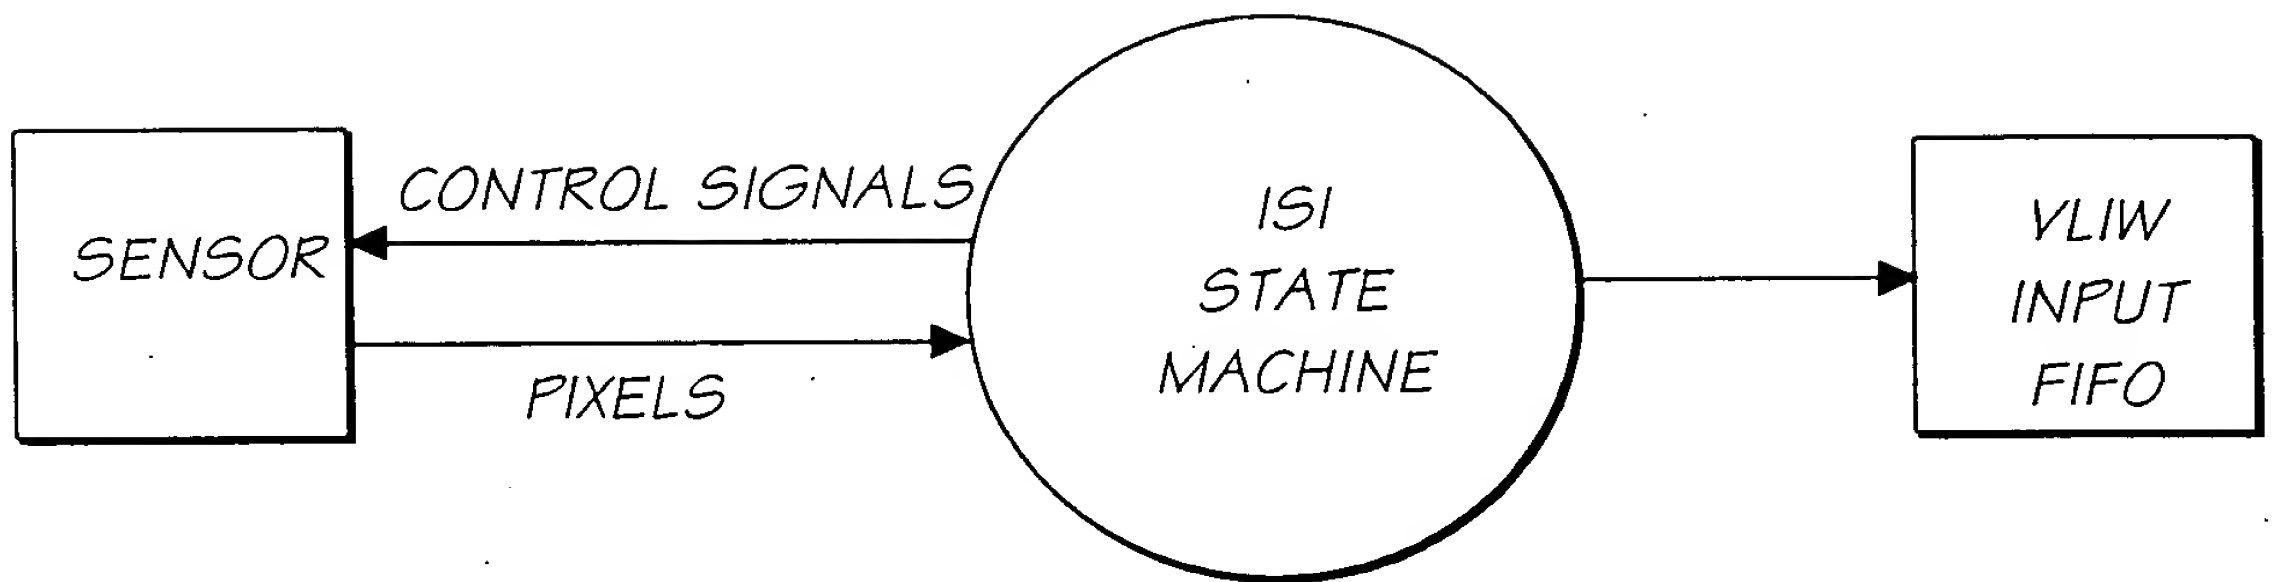 SENSOR
CONTROL SIGNALS
PIXELS
ISI
STATE
MACHINE
VLIW
INPUT
FIFO